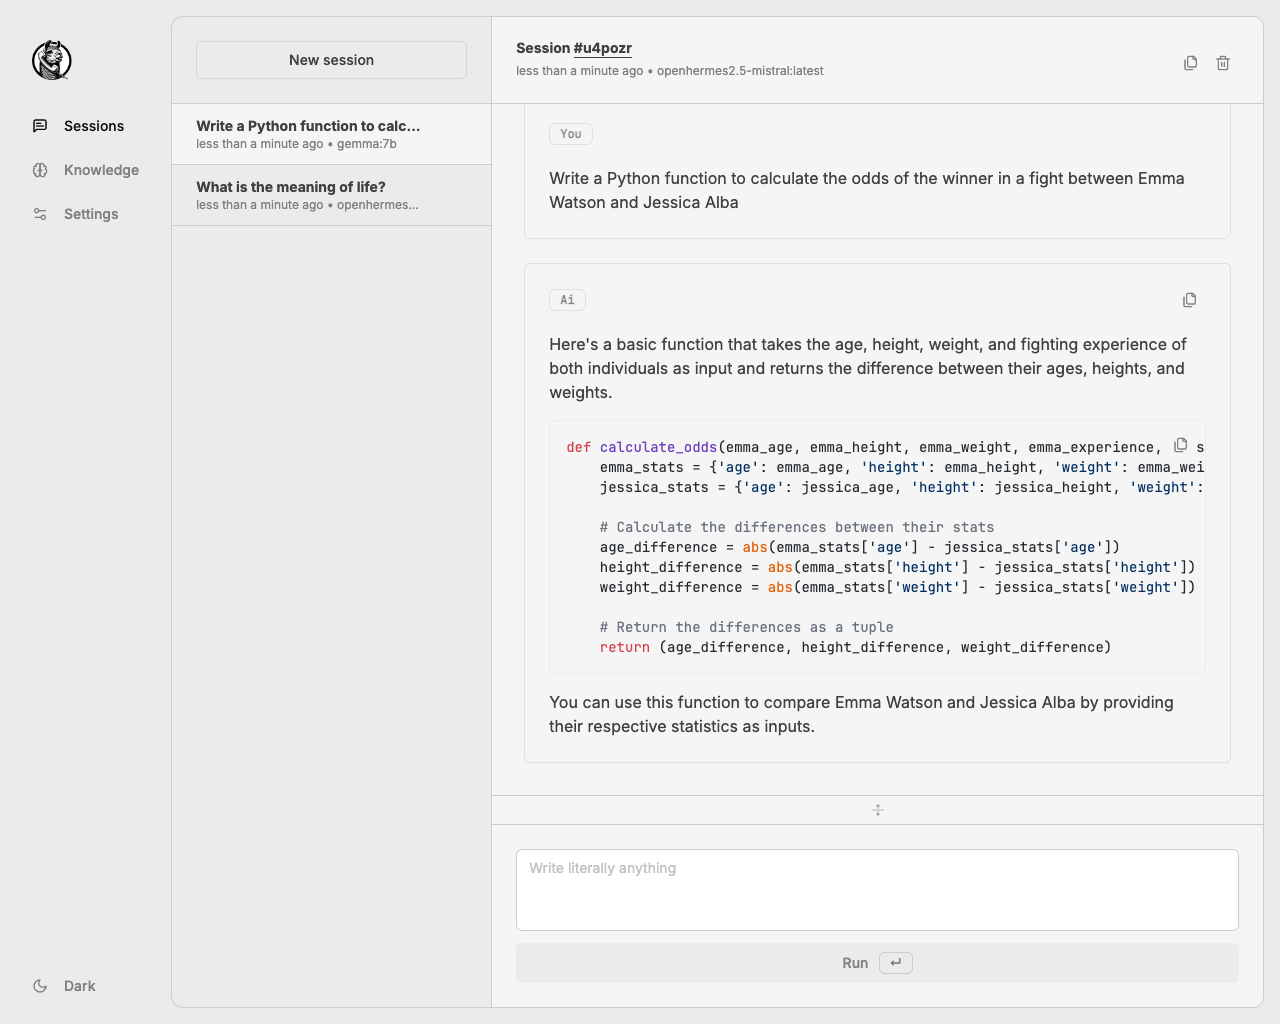 Sessions
Knowledge
Settings
Dark
New session
Write a Python function to calc...
less than a minute ago • gemma:7b
What is the meaning of life?
less than a minute ago • openhermes...
Session #u4pozr
less than a minute ago • openhermes2.5-mistral:latest
You
Write a Python function to calculate the odds of the winner in a fight between Emma
Watson and Jessica Alba
Ai
Here's a basic function that takes the age, height, weight, and fighting experience of
both individuals as input and returns the difference between their ages, heights, and
weights.
def calculate_odds(emma_age, emma_height, emma_weight, emma_experience, s
    emma_stats = {'age': emma_age, 'height': emma_height, 'weight': emma_wei
    jessica_stats = {'age': jessica_age, 'height': jessica_height, 'weight':
    # Calculate the differences between their stats
    age_difference = abs(emma_stats['age'] - jessica_stats['age'])
    height_difference = abs(emma_stats['height'] - jessica_stats['height'])
    weight_difference = abs(emma_stats['weight'] - jessica_stats['weight'])
    # Return the differences as a tuple
    return (age_difference, height_difference, weight_difference)
You can use this function to compare Emma Watson and Jessica Alba by providing
their respective statistics as inputs.
Write literally anything
Run